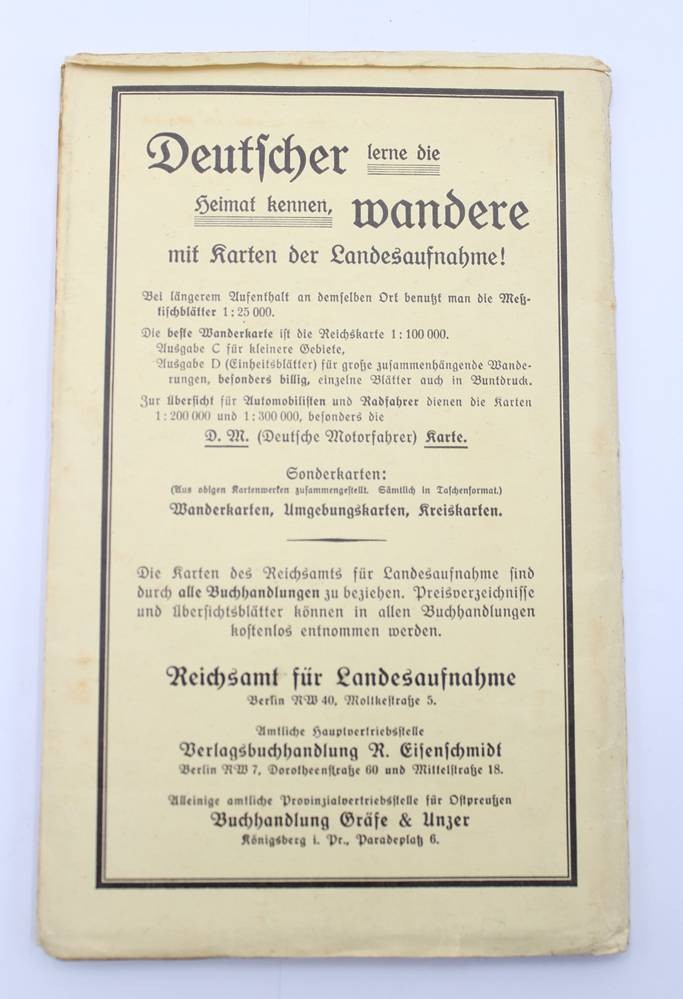 Deutscher lerne die
Heimat kennen, wandere
mit Karten der Landesaufnahme!
Bei längerem Aufenthalt an demselben Ort benutzt man die Meß-
tischblätter 1:25 000.
Die beste Wanderkarte ist die Reichskarte 1:100 000.
Ausgabe C für kleinere Gebiete,
Ausgabe D (Einheitsblätter) für große zusammenhängende Wande-
rungen, besonders billig, einzelne Blätter auch in Buntdruck.
Zur Übersicht für Automobilisten und Radfahrer dienen die Karten
1:200 000 und 1:300 000, besonders die
D. M. (Deutsche Motorfahrer) Karte.
Sonderkarten:
(Aus obigen Kartenwerken zusammengestellt. Sämtlich in Taschenformat.)
Wanderkarten, Umgebungskarten, Kreiskarten.
Die Karten des Reichsamts für Landesaufnahme sind
durch alle Buchhandlungen zu beziehen. Preisverzeichnisse
und Übersichtsblätter können in allen Buchhandlungen
kostenlos entnommen werden.
Reichsamt für Landesaufnahme
Berlin NW 40, Moltkestraße 5.
Amtliche Hauptvertriebsstelle
Verlagsbuchhandlung R. Eisenschmidt
Berlin NW 7, Dorotheenstraße 60 und Mittelstraße 18.
Alleinige amtliche Provinzialvertriebsstelle für Ostpreußen
Buchhandlung Gräfe & Unzer
Königsberg i. Pr., Paradeplatz 6.